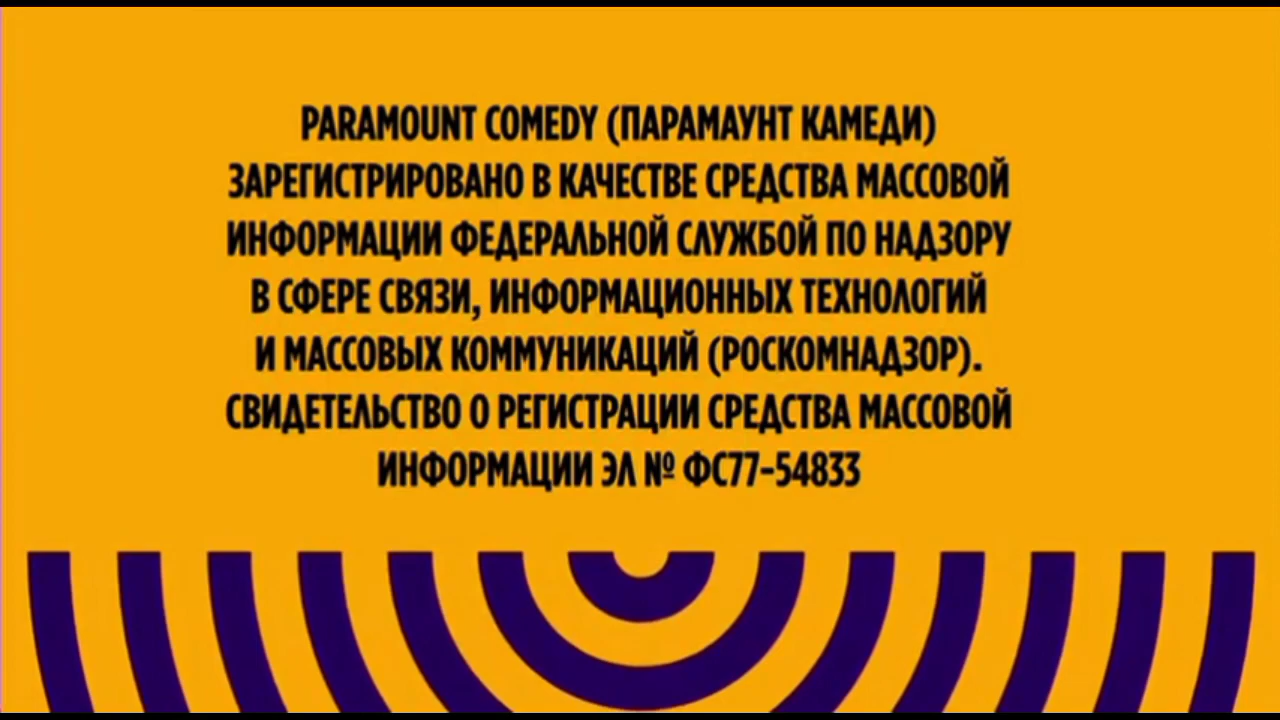 PARAMOUNT COMEDY (ПАРАМАУНТ КАМЕДИ)
ЗАРЕГИСТРИРОВАНО В КАЧЕСТВЕ СРЕДСТВА МАССОВОЙ
ИНФОРМАЦИИ ФЕДЕРАЛЬНОЙ СЛУЖБОЙ ПО НАДЗОРУ
В СФЕРЕ СВЯЗИ, ИНФОРМАЦИОННЫХ ТЕХНОЛОГИЙ
И МАССОВЫХ КОММУНИКАЦИЙ (РОСКОМНАДЗОР).
СВИДЕТЕЛЬСТВО О РЕГИСТРАЦИИ СРЕДСТВА МАССОВОЙ
ИНФОРМАЦИИ ЭЛ № ФС77-54833